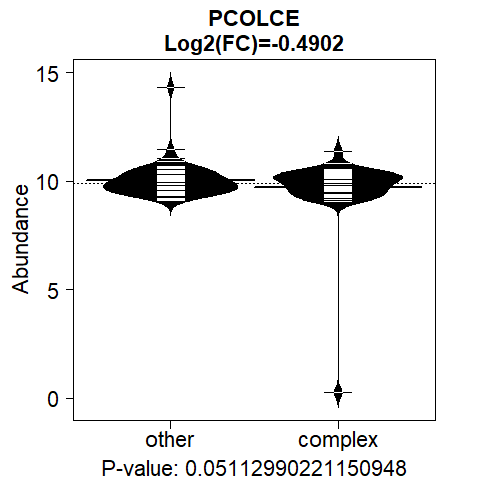 PCOLCE
Log2(FC)=-0.4902
15
10
5
0
Abundance
other complex
P-value: 0.05112990221150948